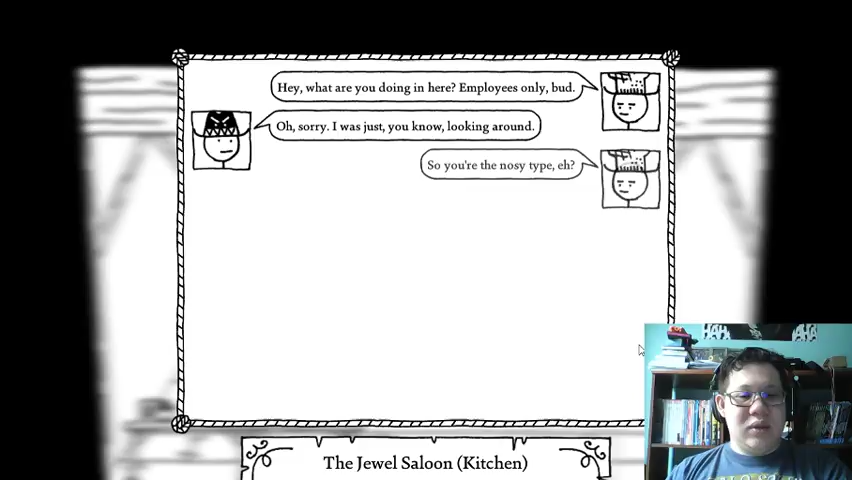 Hey, what are you doing in here? Employees only, bud.
Oh, sorry. I was just, you know, looking around.
So you're the nosy type, eh?
The Jewel Saloon (Kitchen)